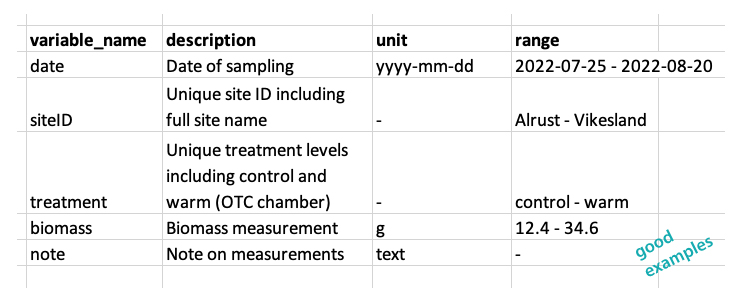 variable_name description unit range
date Date of sampling yyyy-mm-dd 2022-07-25 - 2022-08-20
Unique site ID including
siteID full site name - Alrust - Vikesland
Unique treatment levels
including control and
treatment warm (OTC chamber) - control - warm
biomass Biomass measurement g 12.4 - 34.6
note Note on measurements text -
good
examples